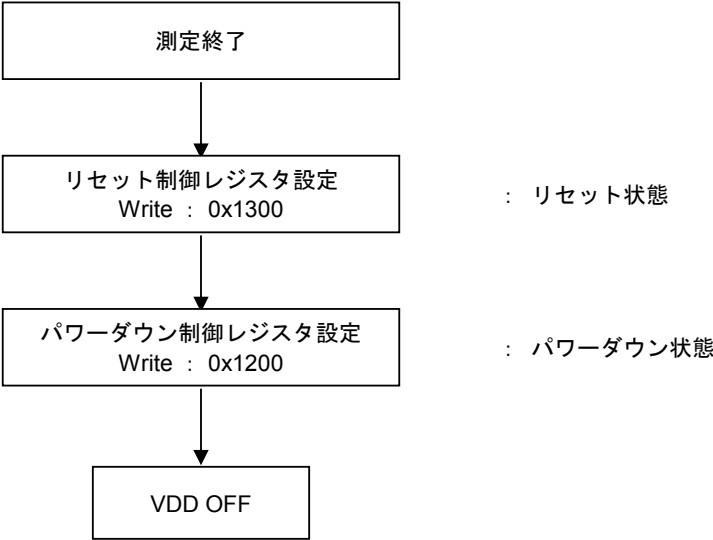 測定終了
リセット制御レジスタ設定
Write : 0x1300
: リセット状態
パワーダウン制御レジスタ設定
Write : 0x1200
: パワーダウン状態
VDD OFF